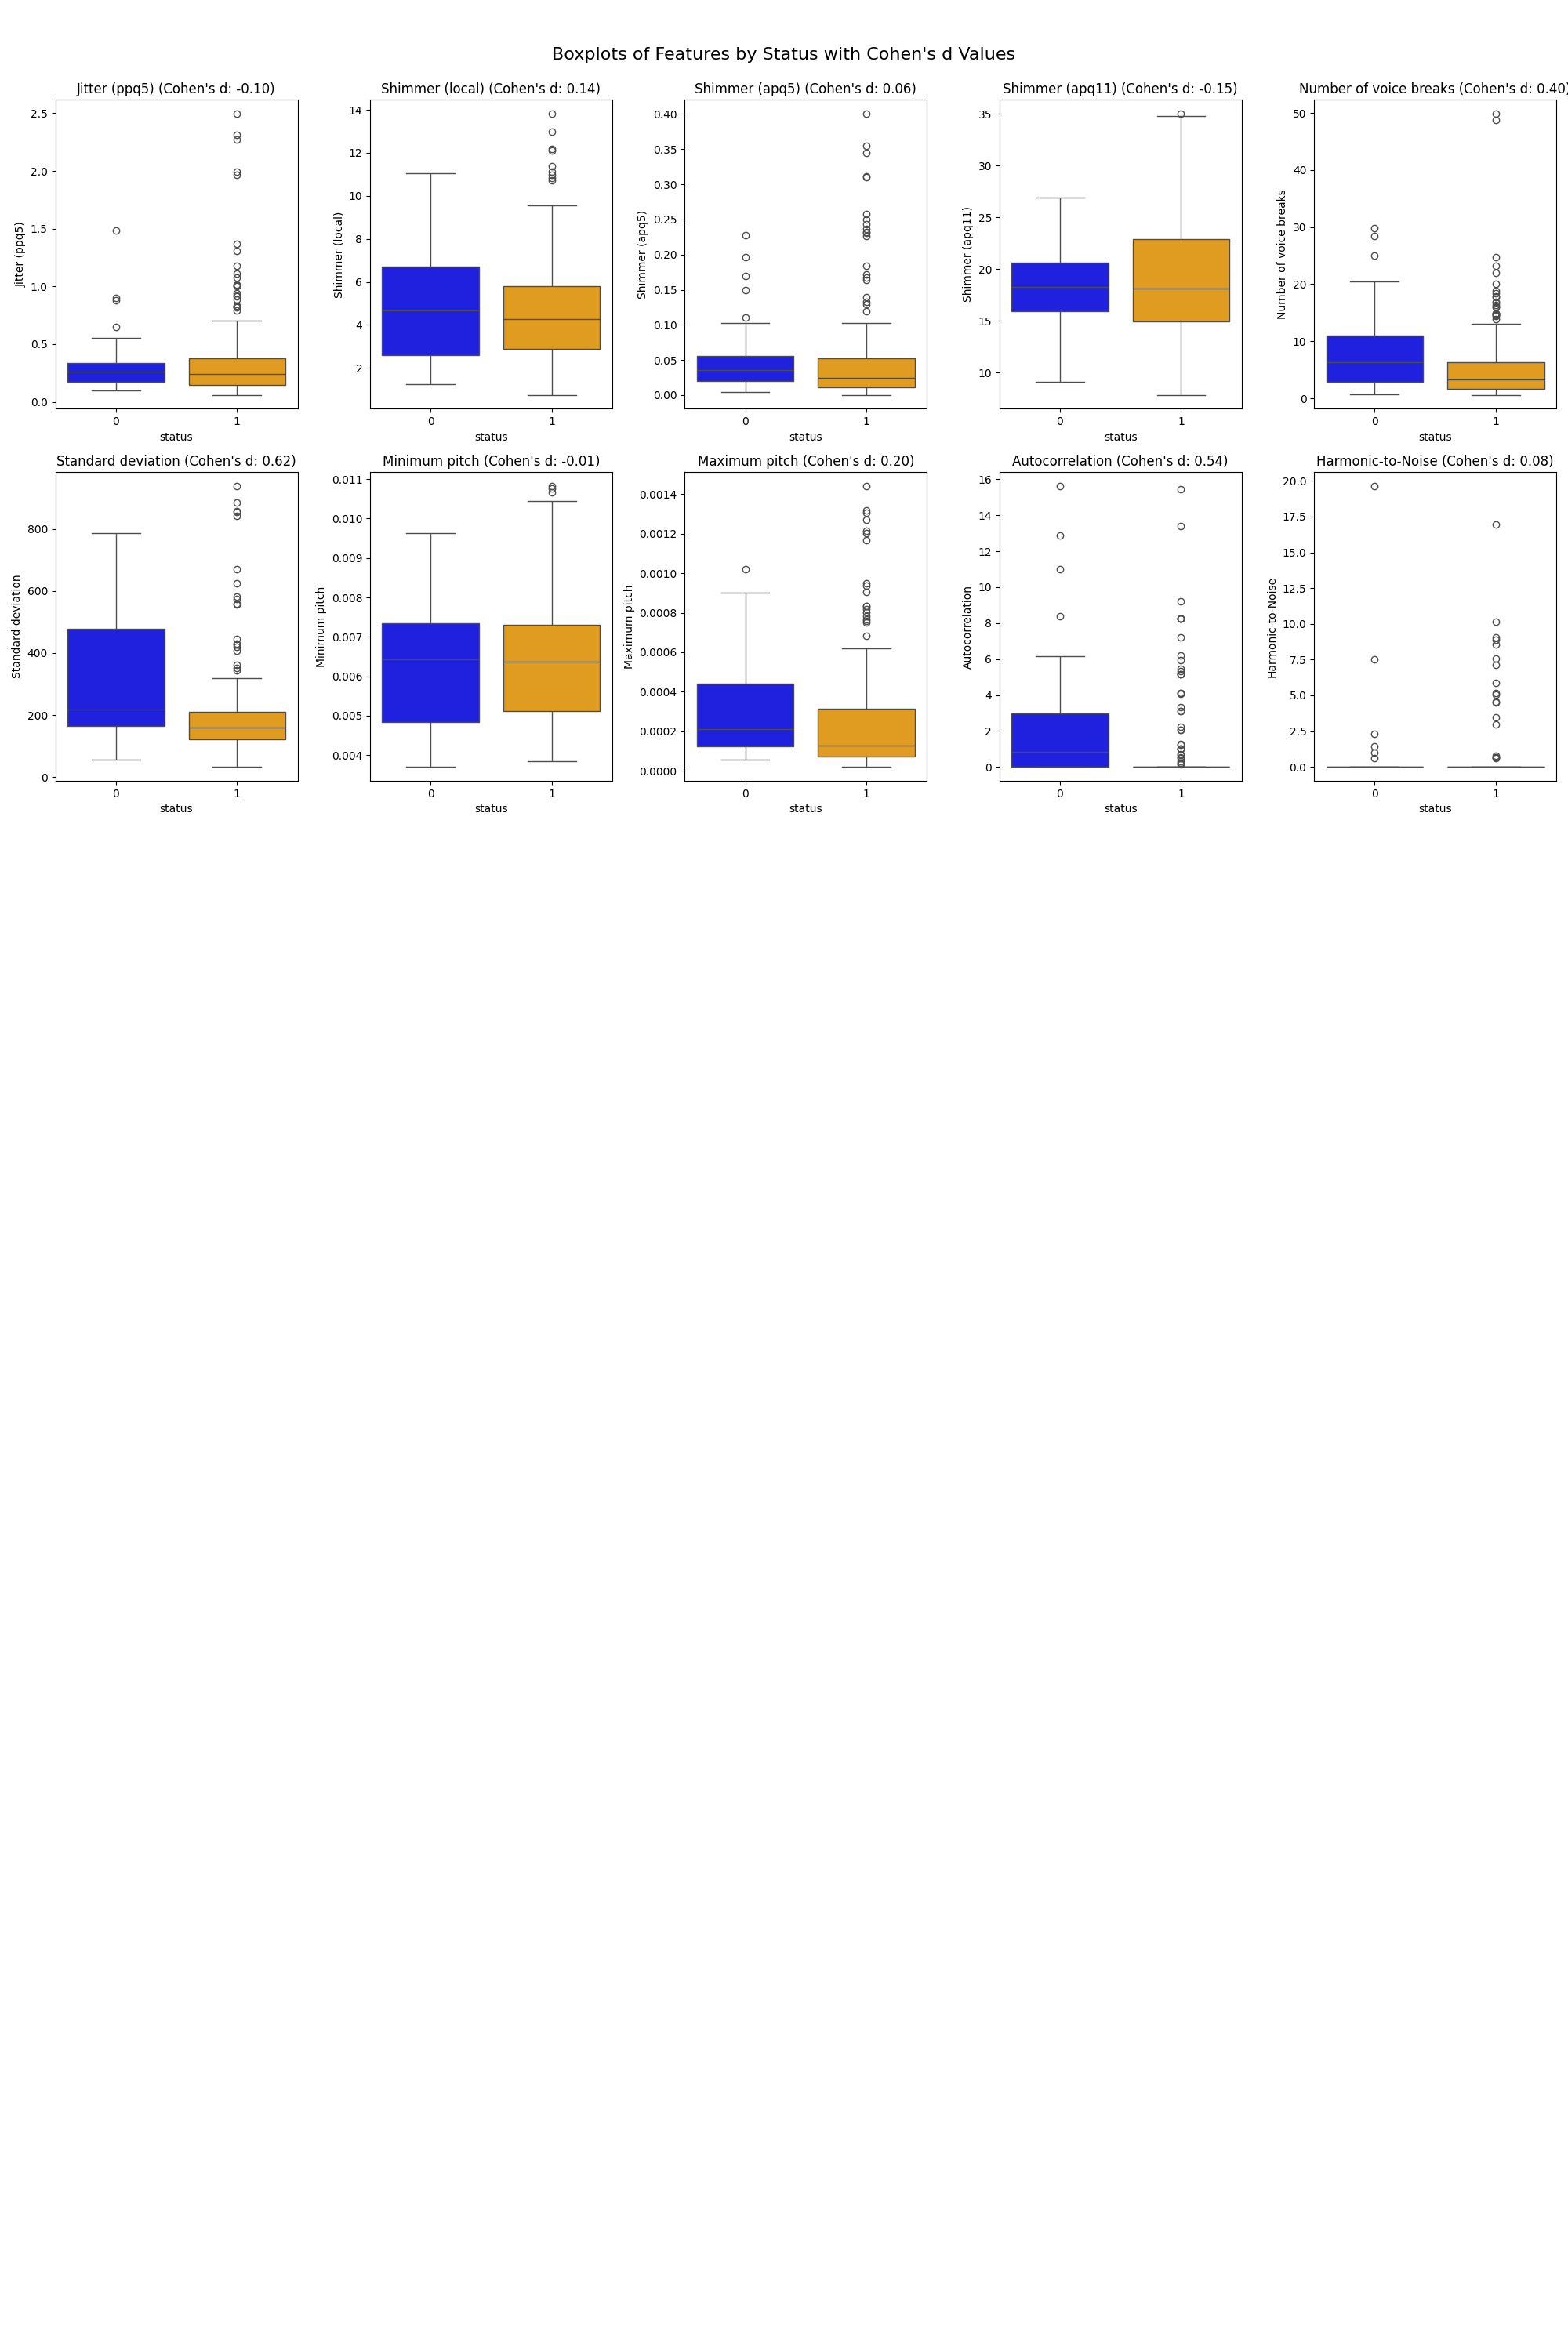 Boxplots of Features by Status with Cohen's d Values
Jitter (ppq5) (Cohen's d: -0.10)
Jitter (ppq5)
2.5
2.0
1.5
1.0
0.5
0.0
0 1
status
Shimmer (local) (Cohen's d: 0.14)
Shimmer (local)
14
12
10
8
6
4
2
0 1
status
Shimmer (apq5) (Cohen's d: 0.06)
Shimmer (apq5)
0.40
0.35
0.30
0.25
0.20
0.15
0.10
0.05
0.00
0 1
status
Shimmer (apq11) (Cohen's d: -0.15)
Shimmer (apq11)
35
30
25
20
15
10
0 1
status
Number of voice breaks (Cohen's d: 0.40)
Number of voice breaks
50
40
30
20
10
0
0 1
status
Standard deviation (Cohen's d: 0.62)
Standard deviation
800
600
400
200
0
0 1
status
Minimum pitch (Cohen's d: -0.01)
Minimum pitch
0.011
0.010
0.009
0.008
0.007
0.006
0.005
0.004
0 1
status
Maximum pitch (Cohen's d: 0.20)
Maximum pitch
0.0014
0.0012
0.0010
0.0008
0.0006
0.0004
0.0002
0.0000
0 1
status
Autocorrelation (Cohen's d: 0.54)
Autocorrelation
16
14
12
10
8
6
4
2
0
0 1
status
Harmonic-to-Noise (Cohen's d: 0.08)
Harmonic-to-Noise
20.0
17.5
15.0
12.5
10.0
7.5
5.0
2.5
0.0
0 1
status